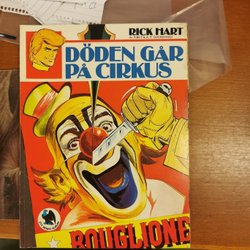 RICK HART
DÖDEN GÅR
PÅ CIRKUS
BOUGLIONE